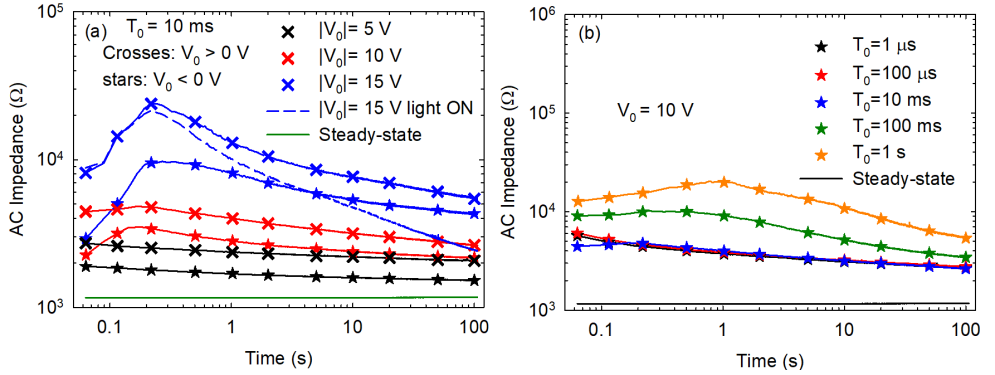 (a)
T₀ = 10 ms
Crosses: V₀ > 0 V
stars: V₀ < 0 V
|V₀|= 5 V
|V₀|= 10 V
|V₀|= 15 V
|V₀|= 15 V light ON
Steady-state
AC Impedance (Ω)
10⁵
10⁴
10³
0.1
1
10
100
Time (s)
(b)
V₀ = 10 V
T₀=1 μs
T₀=100 μs
T₀=10 ms
T₀=100 ms
T₀=1 s
Steady-state
AC Impedance (Ω)
10⁶
10⁵
10⁴
10³
0.1
1
10
100
Time (s)